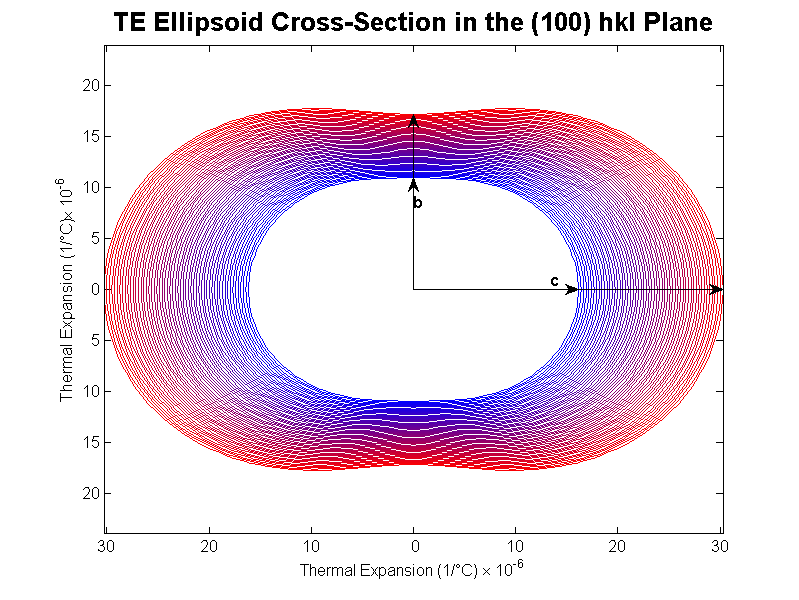 TE Ellipsoid Cross-Section in the (100) hkl Plane
20
15
10
5
0
5
10
15
20
Thermal Expansion (1/°C)× 10⁻⁶
b
c
30 20 10 0 10 20 30
Thermal Expansion (1/°C) × 10⁻⁶